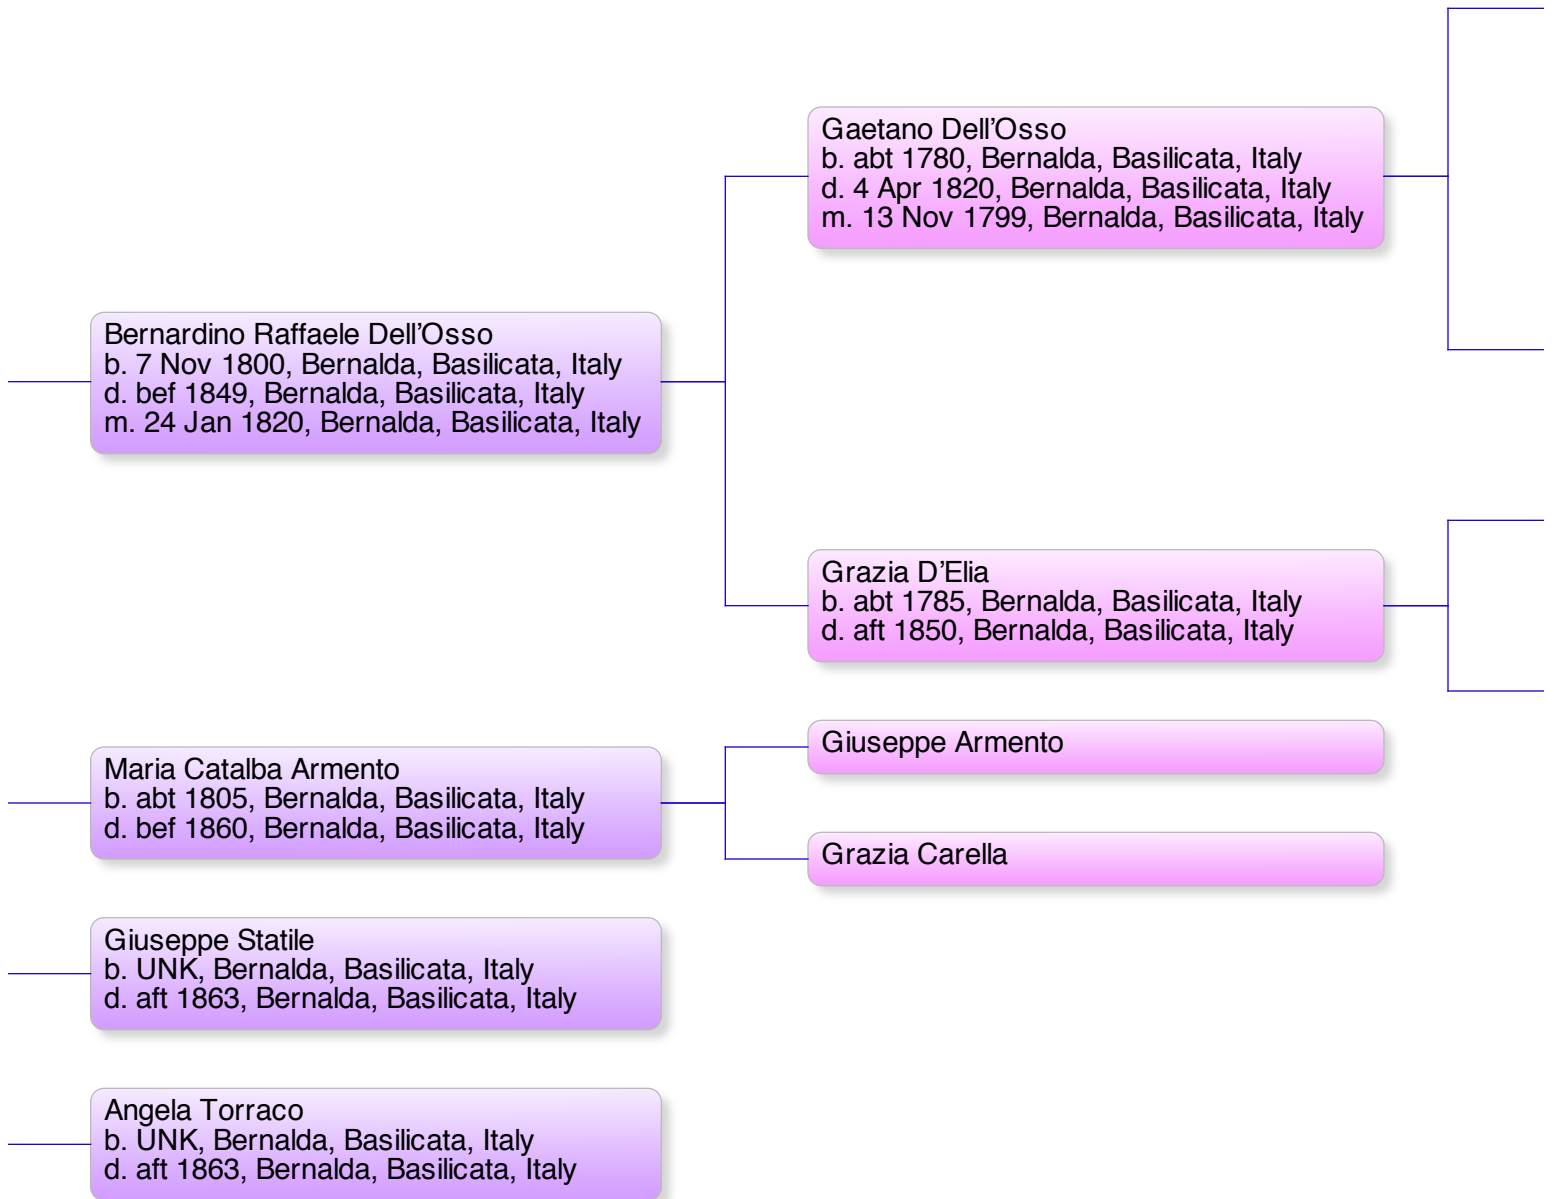 Gaetano Dell'Osso
b. abt 1780, Bernalda, Basilicata, Italy
d. 4 Apr 1820, Bernalda, Basilicata, Italy
m. 13 Nov 1799, Bernalda, Basilicata, Italy
Bernardino Raffaele Dell'Osso
b. 7 Nov 1800, Bernalda, Basilicata, Italy
d. bef 1849, Bernalda, Basilicata, Italy
m. 24 Jan 1820, Bernalda, Basilicata, Italy
Grazia D'Elia
b. abt 1785, Bernalda, Basilicata, Italy
d. aft 1850, Bernalda, Basilicata, Italy
Giuseppe Armento
Maria Catalba Armento
b. abt 1805, Bernalda, Basilicata, Italy
d. bef 1860, Bernalda, Basilicata, Italy
Grazia Carella
Giuseppe Statile
b. UNK, Bernalda, Basilicata, Italy
d. aft 1863, Bernalda, Basilicata, Italy
Angela Torraco
b. UNK, Bernalda, Basilicata, Italy
d. aft 1863, Bernalda, Basilicata, Italy